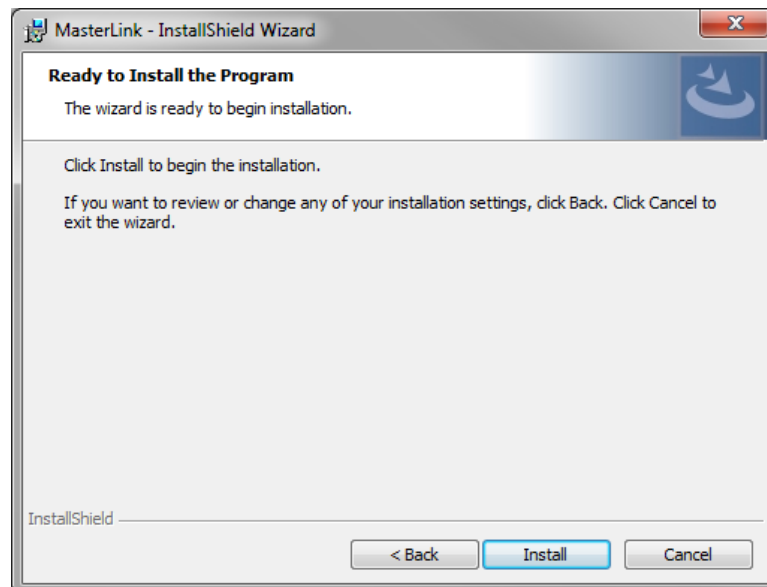 MasterLink - InstallShield Wizard
Ready to Install the Program
The wizard is ready to begin installation.
Click Install to begin the installation.
If you want to review or change any of your installation settings, click Back. Click Cancel to
exit the wizard.
InstallShield
< Back
Install
Cancel